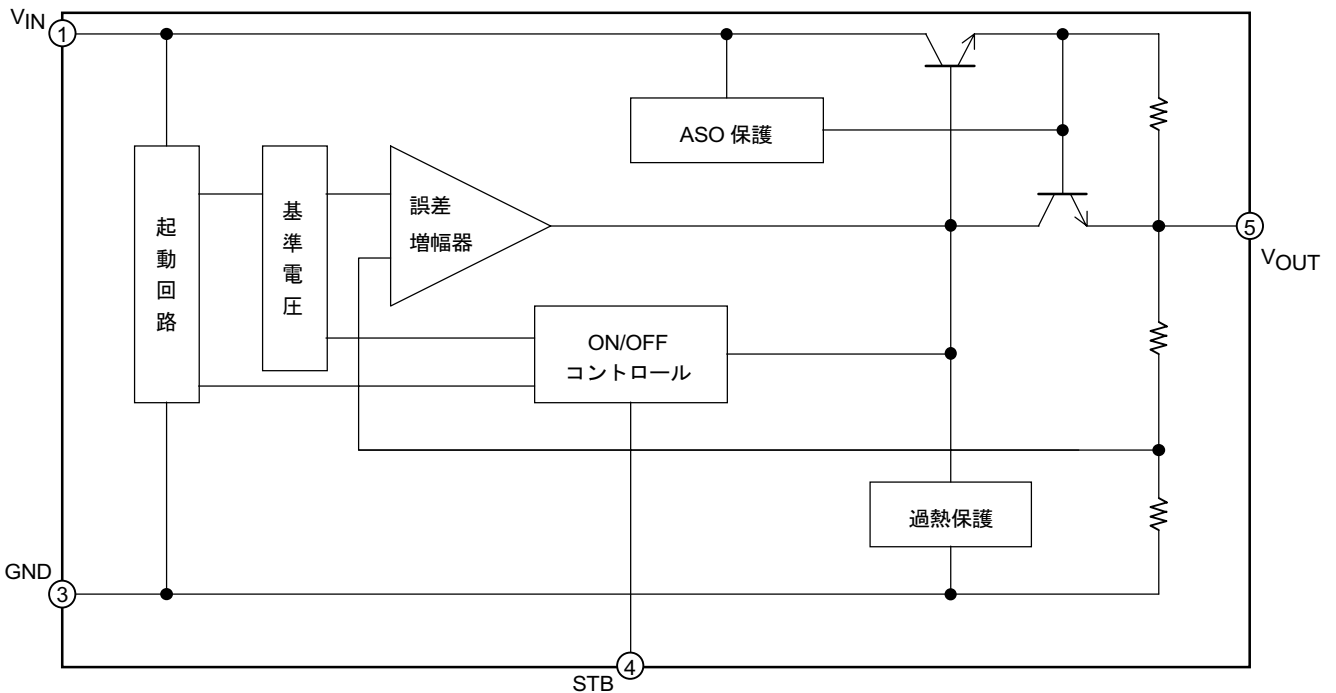 VIN
1
ASO 保護
起動回路
基準電圧
誤差
増幅器
5
VOUT
ON/OFF
コントロール
過熱保護
GND
3
4
STB